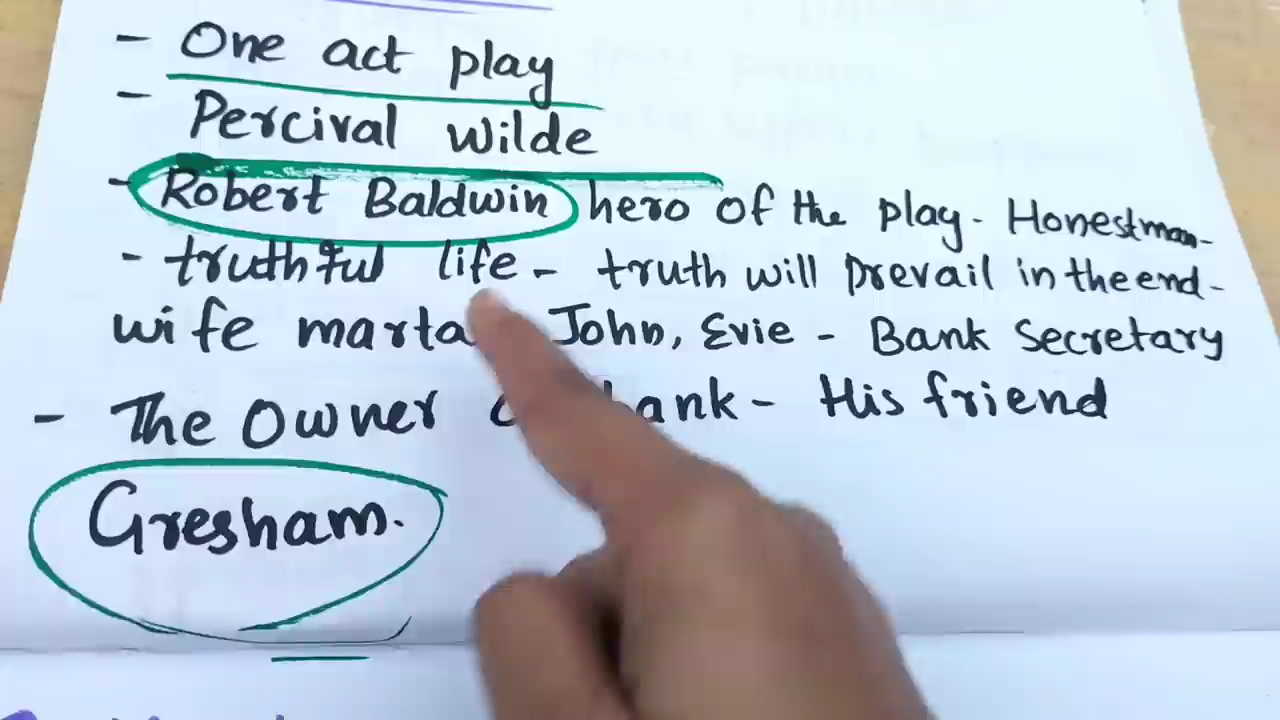 - One act play
- Percival Wilde
- Robert Baldwin hero of the play - Honestman-
- truthful life - truth will prevail in the end -
wife marta John, Evie - Bank Secretary
- The Owner bank - His friend
Gresham.